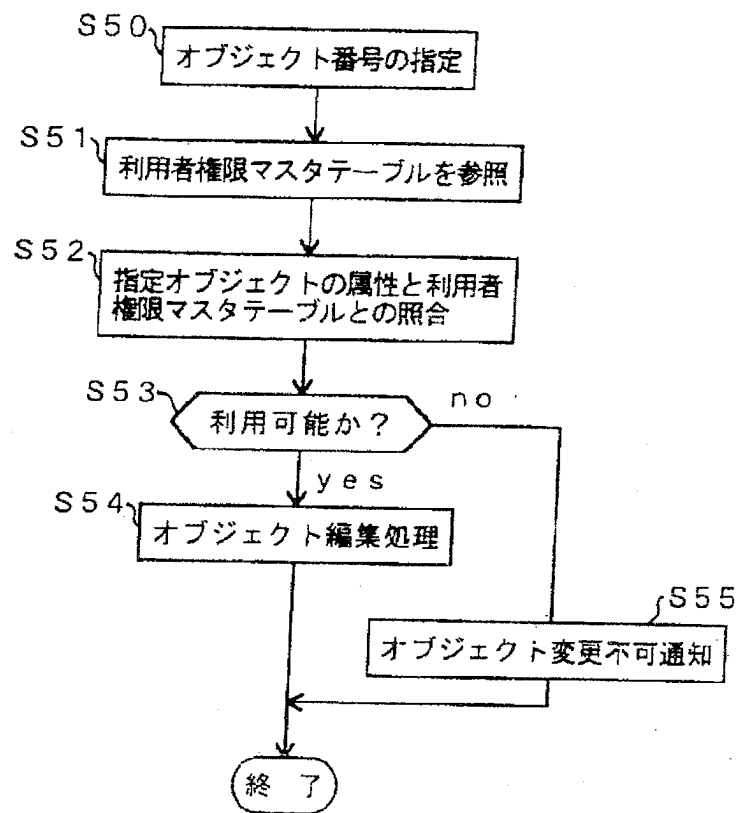 S50
オブジェクト番号の指定
S51
利用者権限マスタテーブルを参照
S52
指定オブジェクトの属性と利用者
権限マスタテーブルとの照合
S53
利用可能か？
no
yes
S54
オブジェクト編集処理
S55
オブジェクト変更不可通知
終 了